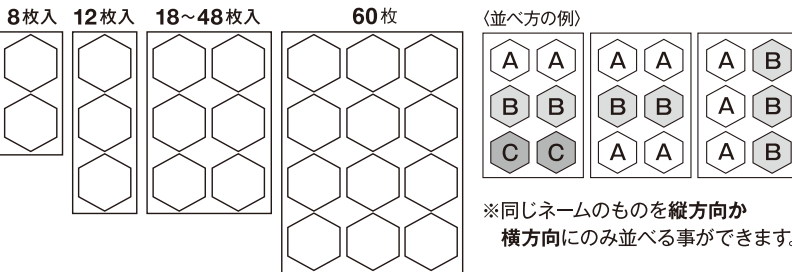 8枚入 12枚入 18～48枚入 60枚
〈並べ方の例〉
A A A A A B
B B B B A B
C C A A A B
※同じネームのものを縦方向か
横方向にのみ並べる事ができます。